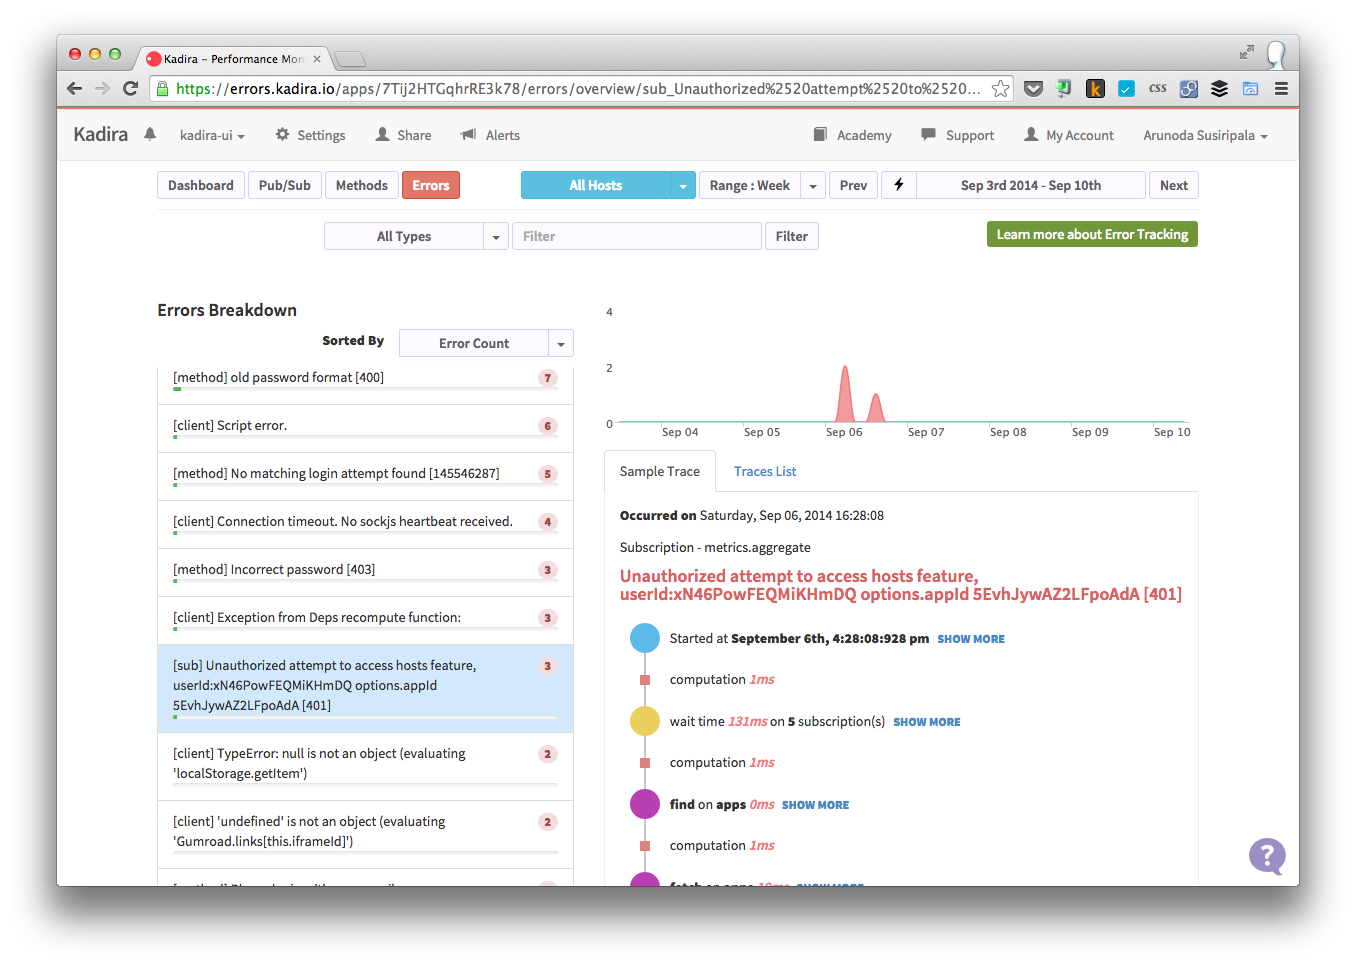 Kadira – Performance Mon
https://errors.kadira.io/apps/7Tij2HTGqhrRE3k78/errors/overview/sub_Unauthorized%2520attempt%2520to%2520...
css
Kadira kadira-ui Settings Share Alerts Academy Support My Account Arunoda Susiripala
Dashboard Pub/Sub Methods Errors All Hosts Range : Week Prev Sep 3rd 2014 - Sep 10th Next
All Types Filter Filter Learn more about Error Tracking
Errors Breakdown
Sorted By Error Count
[method] old password format [400] 7
[client] Script error. 6
[method] No matching login attempt found [145546287] 5
[client] Connection timeout. No sockjs heartbeat received. 4
[method] Incorrect password [403] 3
[client] Exception from Deps recompute function: 3
[sub] Unauthorized attempt to access hosts feature, 3
userId:xN46PowFEQMiKHmDQ options.appId
5EvhJywAZ2LFpoAdA [401]
[client] TypeError: null is not an object (evaluating 2
'localStorage.getItem')
[client] 'undefined' is not an object (evaluating 2
'Gumroad.links[this.iframeId]')
4
2
0
Sep 04 Sep 05 Sep 06 Sep 07 Sep 08 Sep 09 Sep 10
Sample Trace Traces List
Occurred on Saturday, Sep 06, 2014 16:28:08
Subscription - metrics.aggregate
Unauthorized attempt to access hosts feature,
userId:xN46PowFEQMiKHmDQ options.appId 5EvhJywAZ2LFpoAdA [401]
Started at September 6th, 4:28:08:928 pm SHOW MORE
computation 1ms
wait time 131ms on 5 subscription(s) SHOW MORE
computation 1ms
find on apps 0ms SHOW MORE
computation 1ms
fetch on apps 10ms SHOW MORE
?